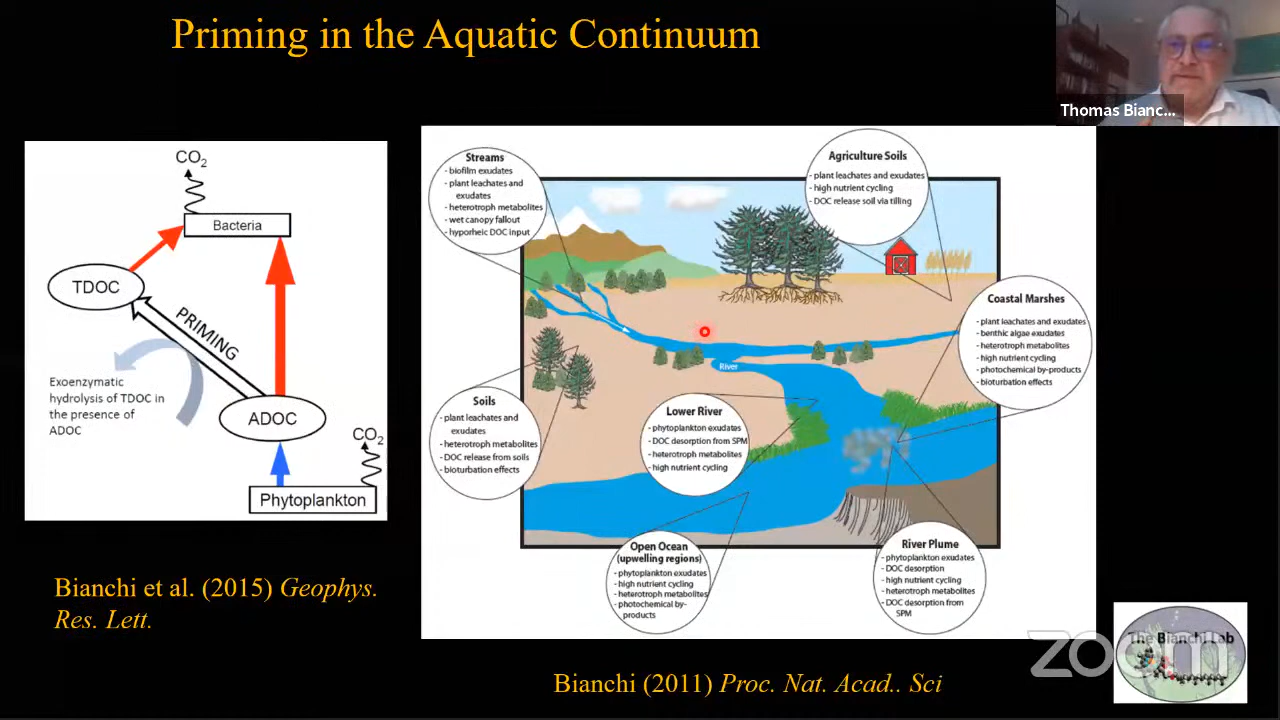 Priming in the Aquatic Continuum
Thomas Bianc...
CO2
Bacteria
TDOC
PRIMING
Exoenzymatic
hydrolysis of TDOC in
the presence of
ADOC
ADOC
CO2
Phytoplankton
Bianchi et al. (2015) Geophys.
Res. Lett.
Streams
- biofilm exudates
- plant leachates and
exudates
- heterotroph metabolites
- wet canopy fallout
- hyporheic DOC input
Agriculture Soils
- plant leachates and exudates
- high nutrient cycling
- DOC release soil via tilling
Coastal Marshes
- plant leachates and exudates
- benthic algae exudates
- heterotroph metabolites
- high nutrient cycling
- photochemical by-products
- bioturbation effects
River
Soils
- plant leachates and
exudates
- heterotroph metabolites
- DOC release from soils
- bioturbation effects
Lower River
- phytoplankton exudates
- DOC desorption from SPM
- heterotroph metabolites
- high nutrient cycling
Open Ocean
(upwelling regions)
- phytoplankton exudates
- high nutrient cycling
- heterotroph metabolites
- photochemical by-
products
River Plume
- phytoplankton exudates
- DOC desorption
- high nutrient cycling
- heterotroph metabolites
- DOC desorption from
SPM
Bianchi (2011) Proc. Nat. Acad.. Sci
The Bianchi Lab
zoom